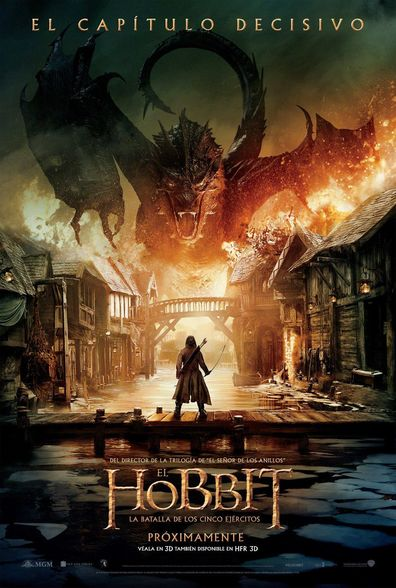 EL CAPÍTULO DECISIVO
DEL DIRECTOR DE LA TRILOGÍA DE "EL SEÑOR DE LOS ANILLOS"
EL
HOBBIT
LA BATALLA DE LOS CINCO EJÉRCITOS
PRÓXIMAMENTE
VÉALA EN 3D TAMBIÉN DISPONIBLE EN HFR 3D
MGM